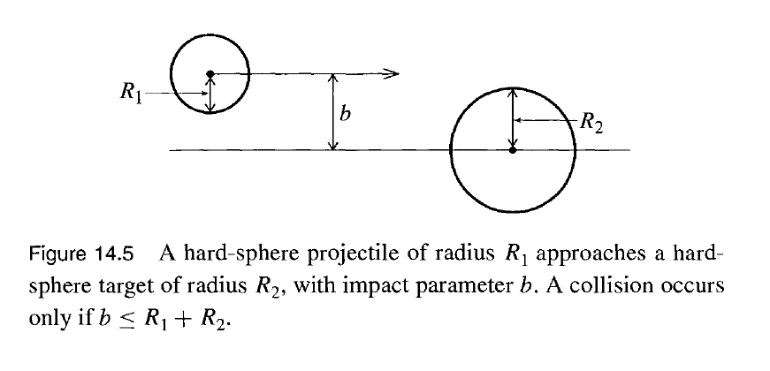 R₁
b
R₂
Figure 14.5 A hard-sphere projectile of radius R₁ approaches a hard-
sphere target of radius R₂, with impact parameter b. A collision occurs
only if b ≤ R₁ + R₂.